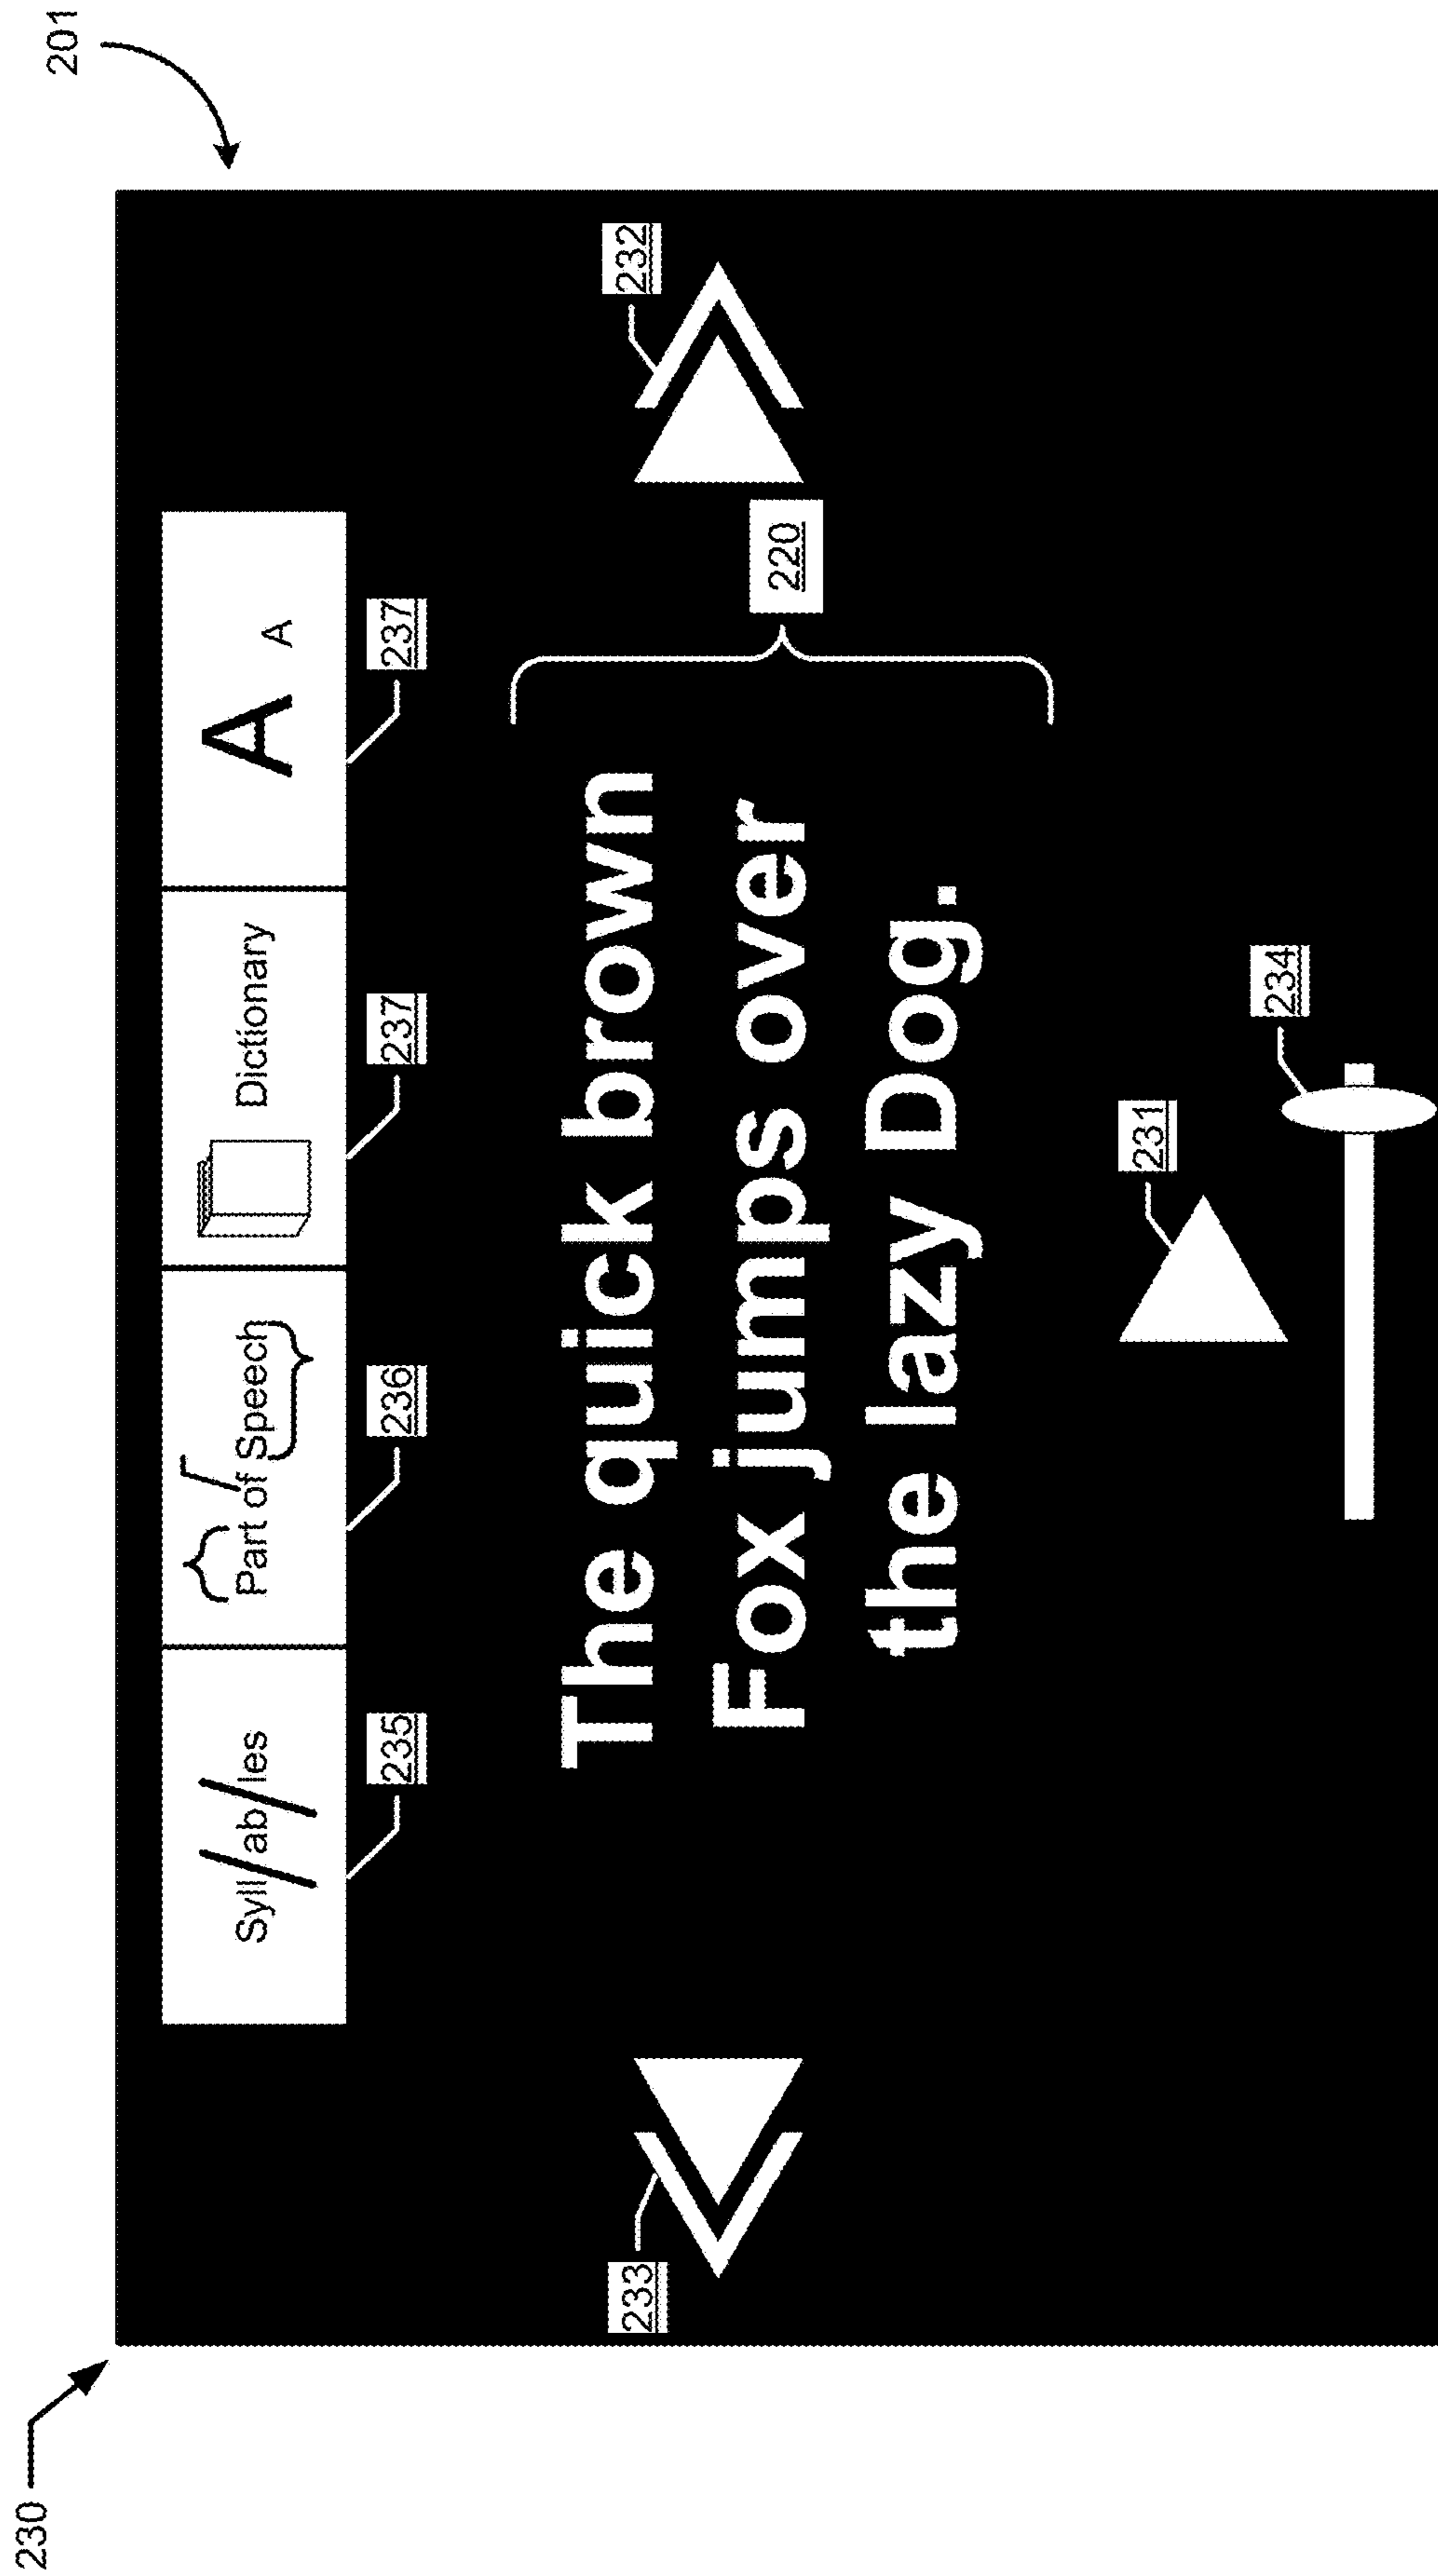 230
201
Syll/ab/les
Part of Speech
Dictionary
A A
235
236
237
237
233
The quick brown
Fox jumps over
the lazy Dog.
220
232
231
234